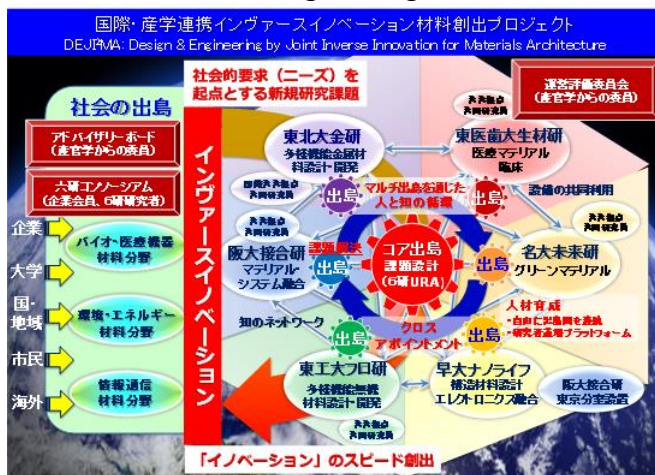 国際・産学連携インヴァースイノベーション材料創出プロジェクト
DEJI²MA: Design & Engineering by Joint Inverse Innovation for Materials Architecture
社会の出島
アドバイザリーボード
(産官学からの委員)
六研コンソーシアム
(企業会員、6研研究者)
企業
大学
国・
地域
市民
海外
バイオ・医療機器
材料分野
環境・エネルギー
材料分野
情報通信
材料分野
インヴァースイノベーション
社会的要求(ニーズ)を
起点とする新規研究課題
運営評価委員会
(産官学からの委員)
東北大金研
多様機能金属材
料設計・開発
東医歯大生材研
医療マテリアル
臨床
出島
マルチ出島を通じた
人と知の循環
出島
設備の共同利用
阪大接合研
マテリアル・
システム融合
課題解決
出島
コア出島
課題設計
(6研URA)
出島
名大未来研
グリーンマテリアル
知のネットワーク
出島
クロス
アポイントメント
出島
人材育成
東工大フロ研
多様機能無機
材料設計・開発
早大ナノライフ
構造材料設計
エレクトロニクス融合
阪大接合研
東京分室設置
「イノベーション」のスピード創出